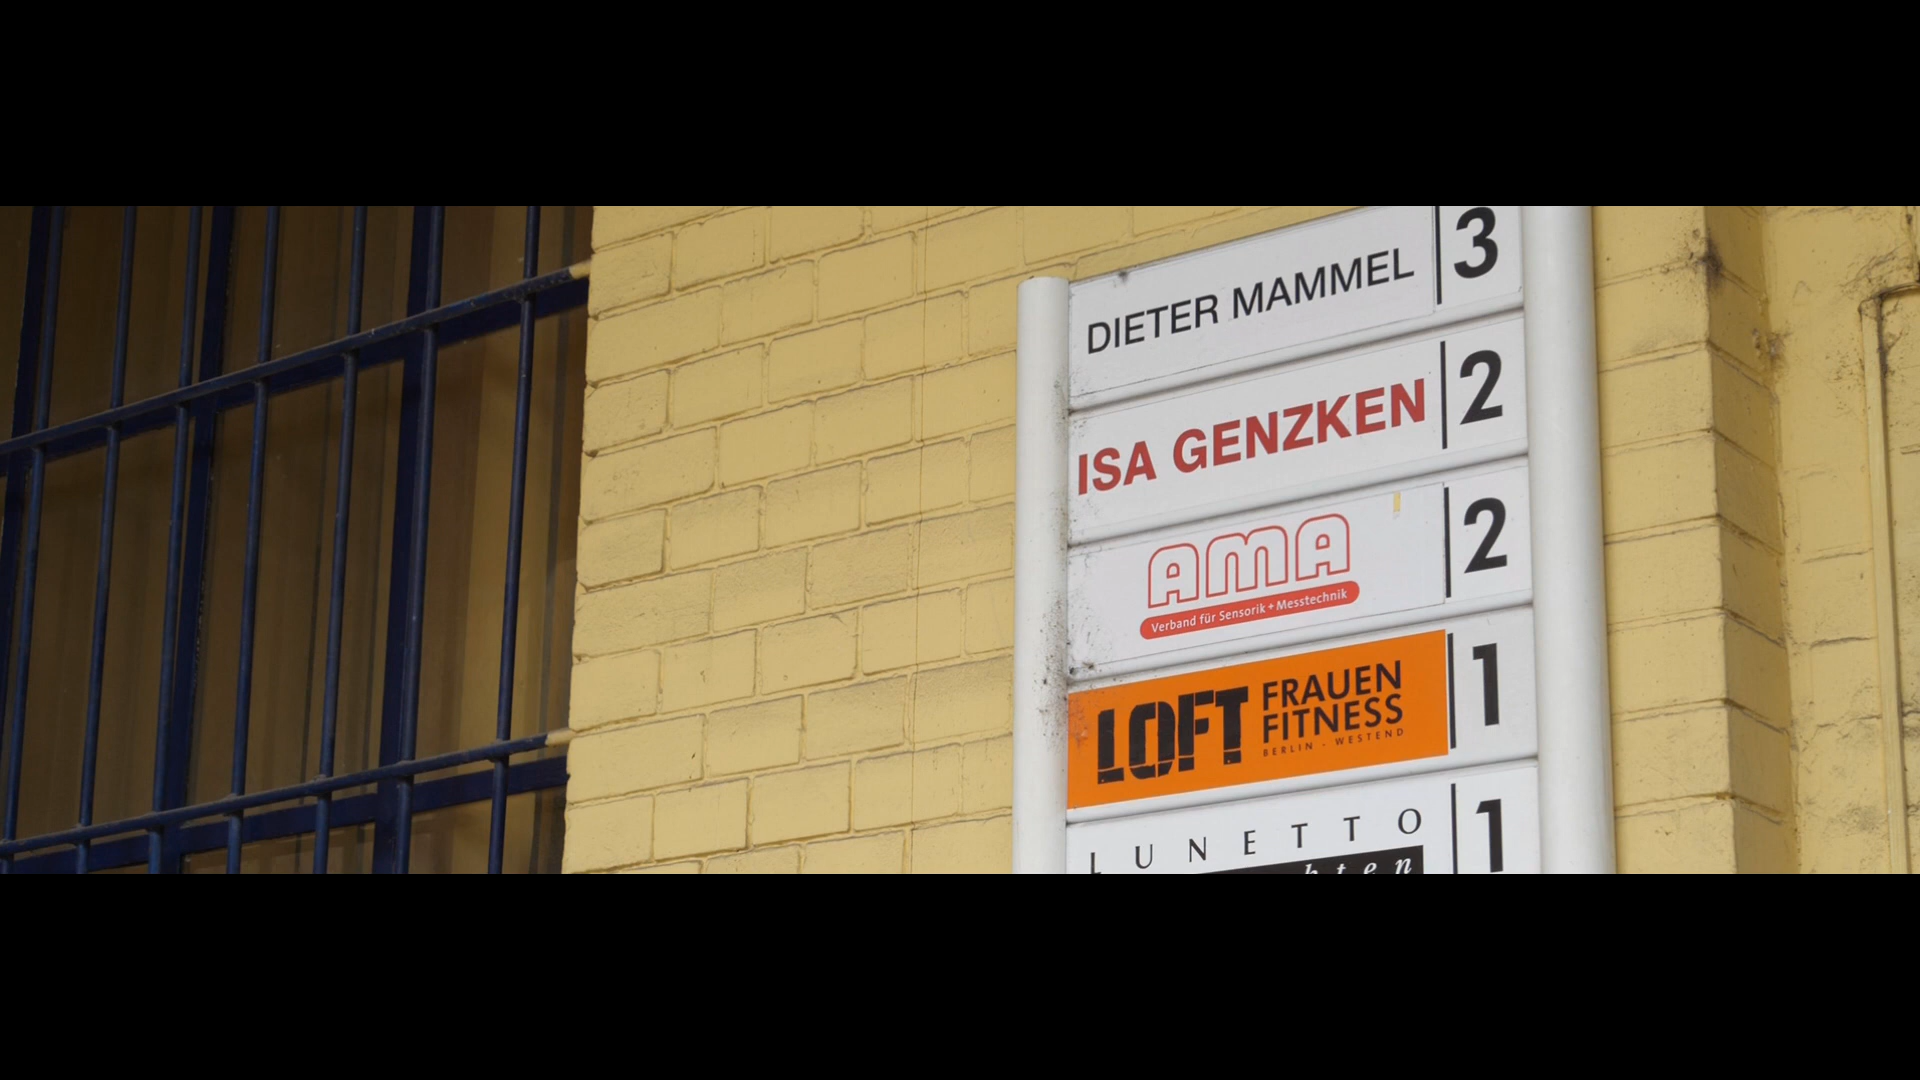 DIETER MAMMEL 3
ISA GENZKEN 2
AMA 2
Verband für Sensorik + Messtechnik
LOFT FRAUEN FITNESS 1
BERLIN - WESTEND
LUNETTO 1